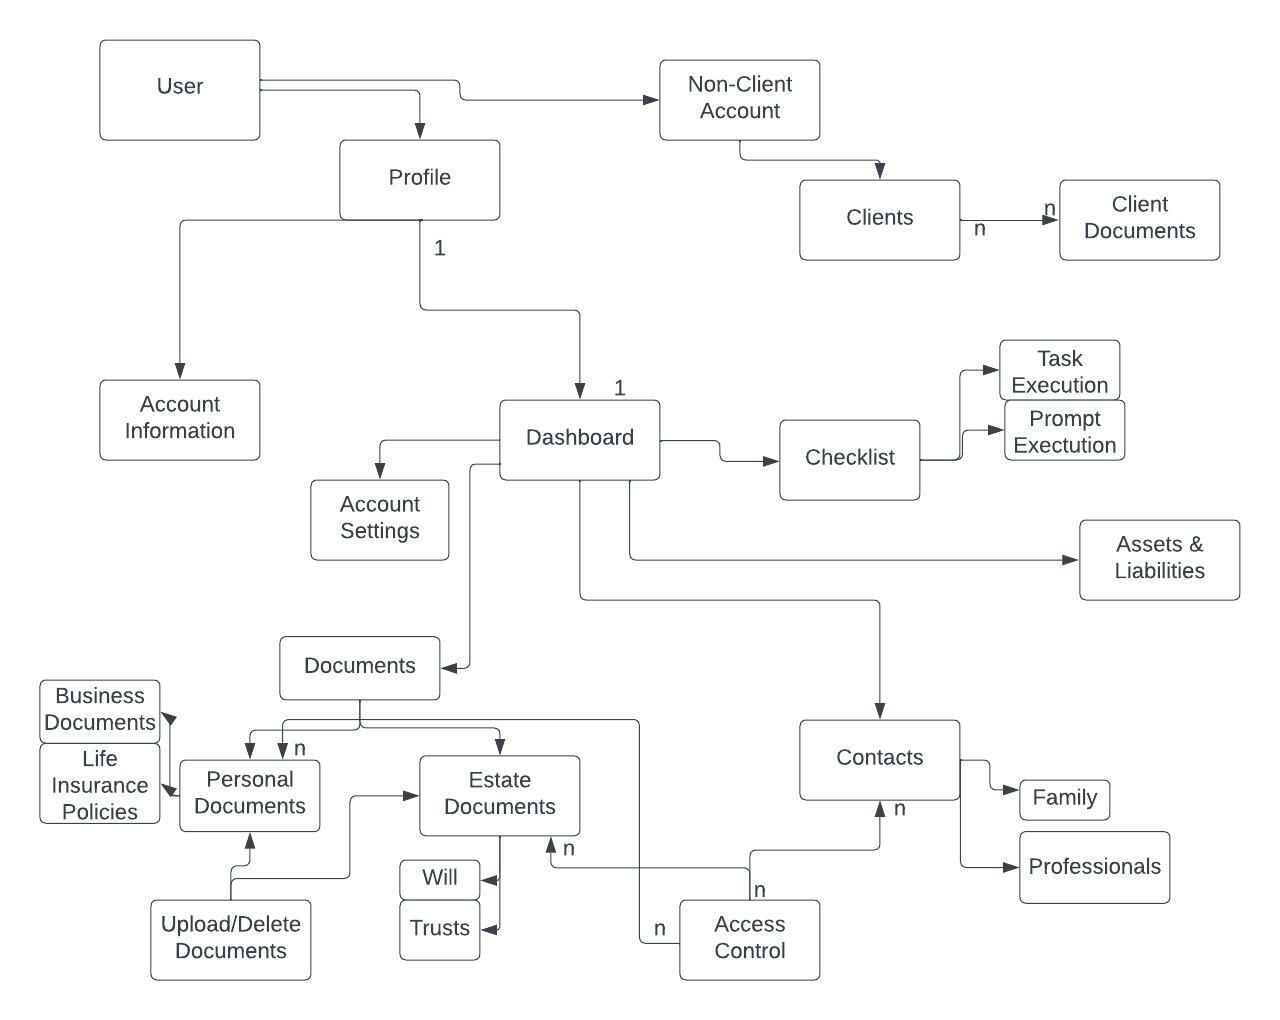 User
Non-Client
Account
Profile
Clients
n
n
Client
Documents
1
Account
Information
1
Dashboard
Checklist
Task
Execution
Prompt
Exectution
Account
Settings
Assets &
Liabilities
Documents
Business
Documents
Life
Insurance
Policies
n
Personal
Documents
Estate
Documents
Contacts
n
Family
Professionals
n
Will
Trusts
n
n
Upload/Delete
Documents
Access
Control